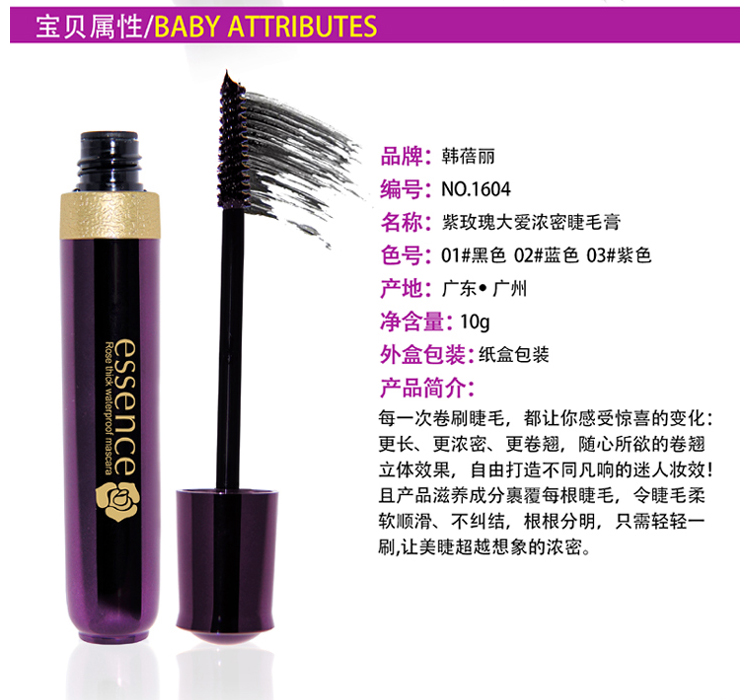 宝贝属性/BABY ATTRIBUTES
品牌：韩蓓丽
编号：NO.1604
名称：紫玫瑰大爱浓密睫毛膏
色号：01#黑色 02#蓝色 03#紫色
产地：广东• 广州
净含量：10g
外盒包装：纸盒包装
产品简介：
每一次卷刷睫毛，都让你感受惊喜的变化：
更长、更浓密、更卷翘，随心所欲的卷翘
立体效果，自由打造不同凡响的迷人妆效！
且产品滋养成分裹覆每根睫毛，令睫毛柔
软顺滑、不纠结，根根分明，只需轻轻一
刷,让美睫超越想象的浓密。
essence
Rose thick waterproof mascara